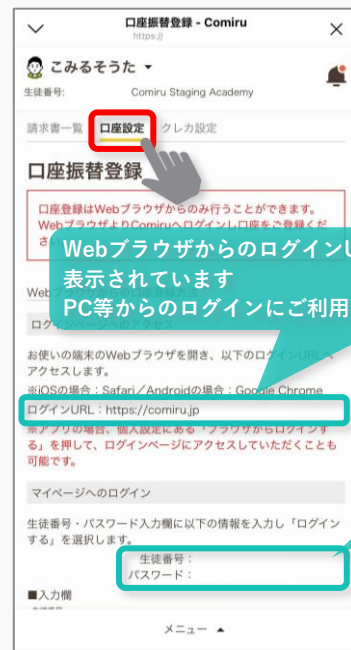 口座振替登録 - Comiru
https://
こみるそうた
生徒番号: Comiru Staging Academy
請求書一覧 口座設定 クレカ設定
口座振替登録
口座登録はWebブラウザからのみ行うことができます。
WebブラウザよりComiruへログインし口座をご登録くだ
さ
Webブラウザからのログイン
表示されています
PC等からのログインにご利用
Web
ログ
お使いの端末のWebブラウザを開き、以下のログインURLへ
アクセスします。
※iOSの場合:Safari/Androidの場合:Google Chrome
ログインURL:https://comiru.jp
※アプリの場合、個人設定にある「ブラウザからログインす
る」を押して、ログインページにアクセスしていただくことも
可能です。
マイページへのログイン
生徒番号・パスワード入力欄に以下の情報を入力し「ログイン
する」を選択します。
生徒番号:
パスワード:
■入力欄
メニュー